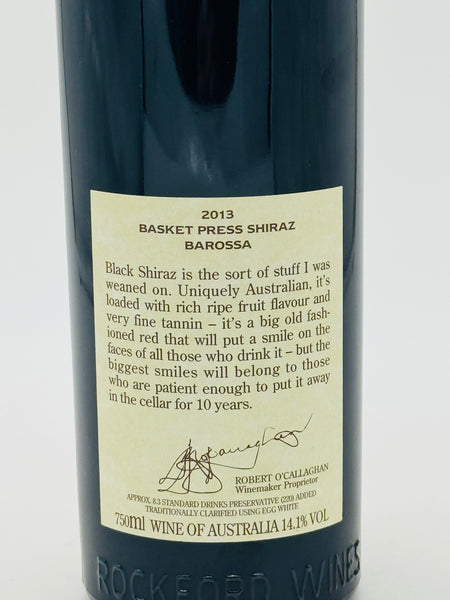 2013
BASKET PRESS SHIRAZ
BAROSSA
Black Shiraz is the sort of stuff I was
weaned on. Uniquely Australian, it's
loaded with rich ripe fruit flavour and
very fine tannin – it's a big old fash-
ioned red that will put a smile on the
faces of all those who drink it – but the
biggest smiles will belong to those
who are patient enough to put it away
in the cellar for 10 years.
ROBERT O'CALLAGHAN
Winemaker Proprietor
APPROX. 8.3 STANDARD DRINKS PRESERVATIVE (220) ADDED
TRADITIONALLY CLARIFIED USING EGG WHITE
750ml WINE OF AUSTRALIA 14.1% VOL
ROCKFORD WINES